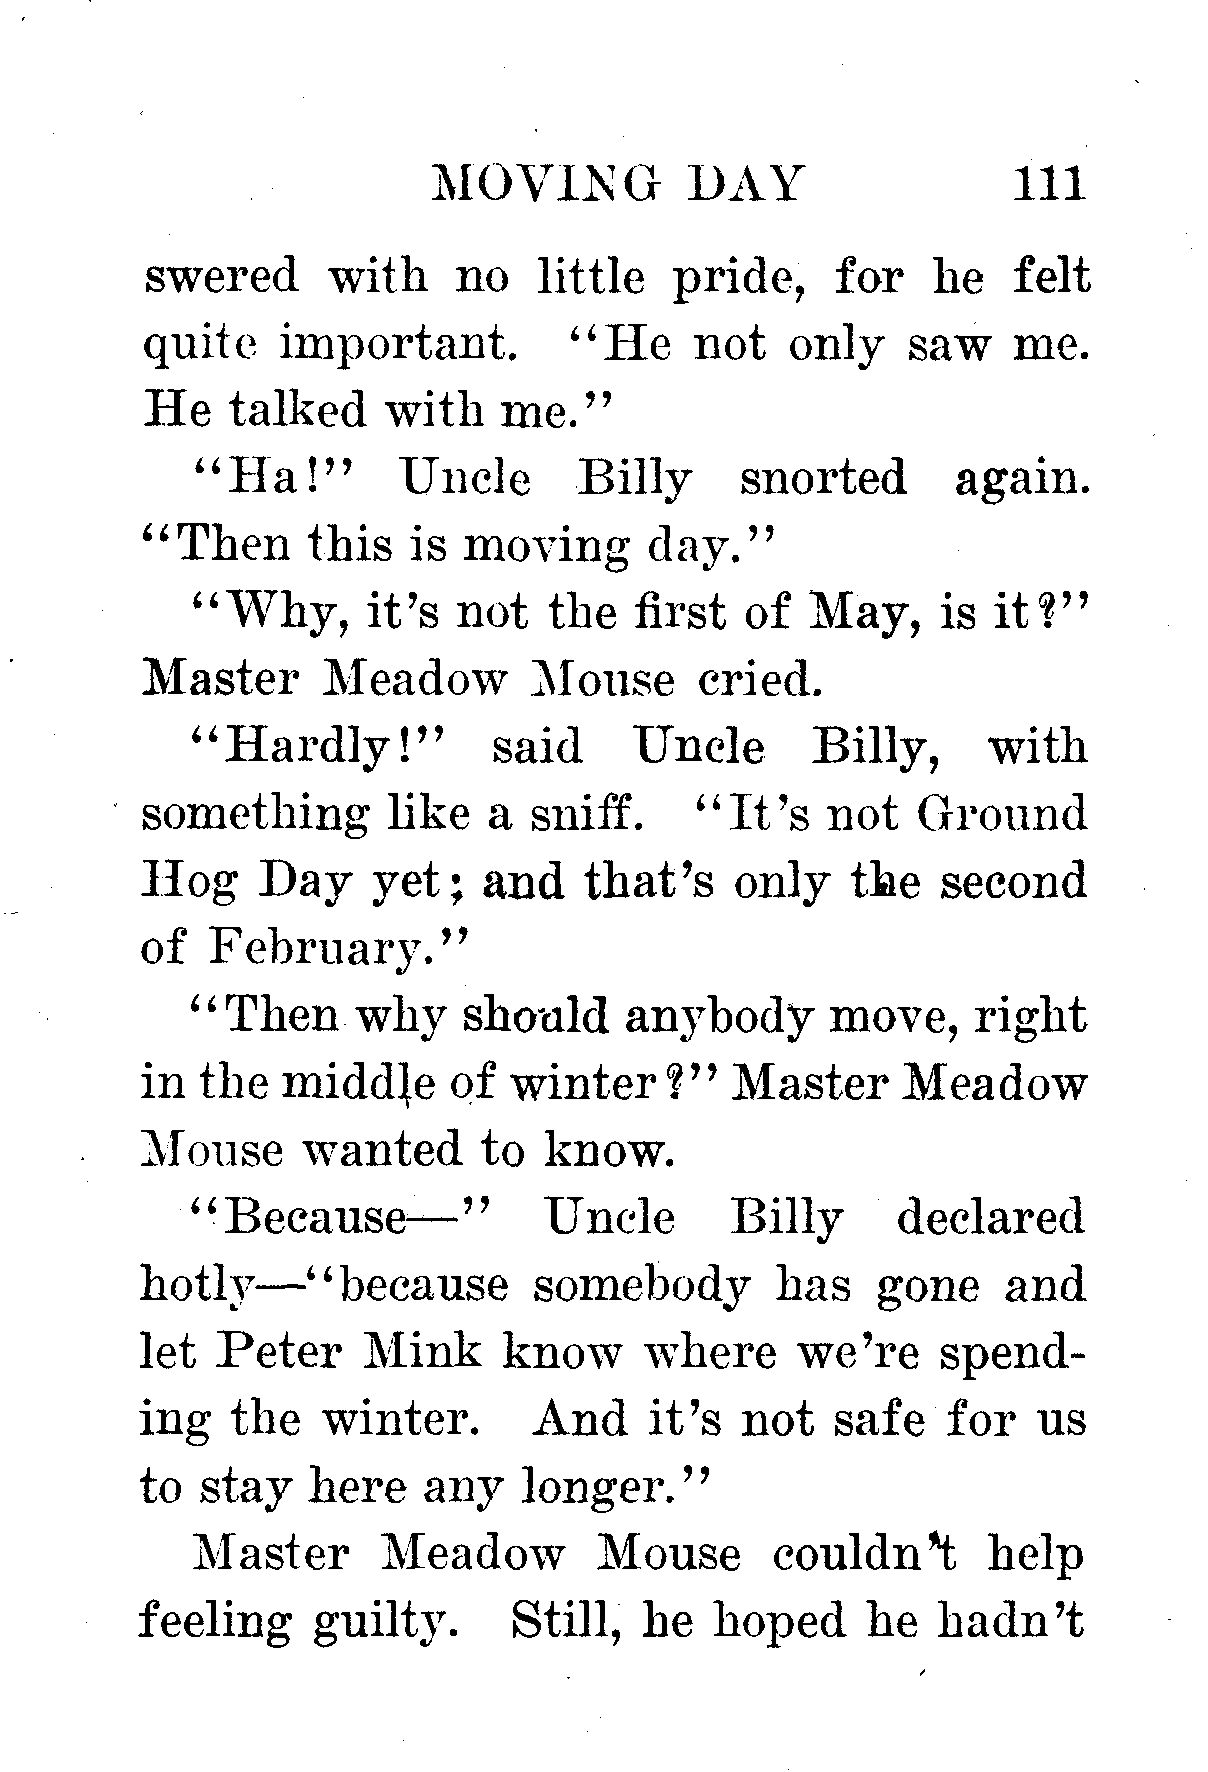 MOVING DAY 111
swered with no little pride, for he felt
quite important. "He not only saw me.
He talked with me."
"Ha!" Uncle Billy snorted again.
"Then this is moving day."
"Why, it's not the first of May, is it?"
Master Meadow Mouse cried.
"Hardly!" said Uncle Billy, with
something like a sniff. "It's not Ground
Hog Day yet; and that's only the second
of February."
"Then why should anybody move, right
in the middle of winter?" Master Meadow
Mouse wanted to know.
"Because—" Uncle Billy declared
hotly—"because somebody has gone and
let Peter Mink know where we're spend-
ing the winter. And it's not safe for us
to stay here any longer."
Master Meadow Mouse couldn't help
feeling guilty. Still, he hoped he hadn't